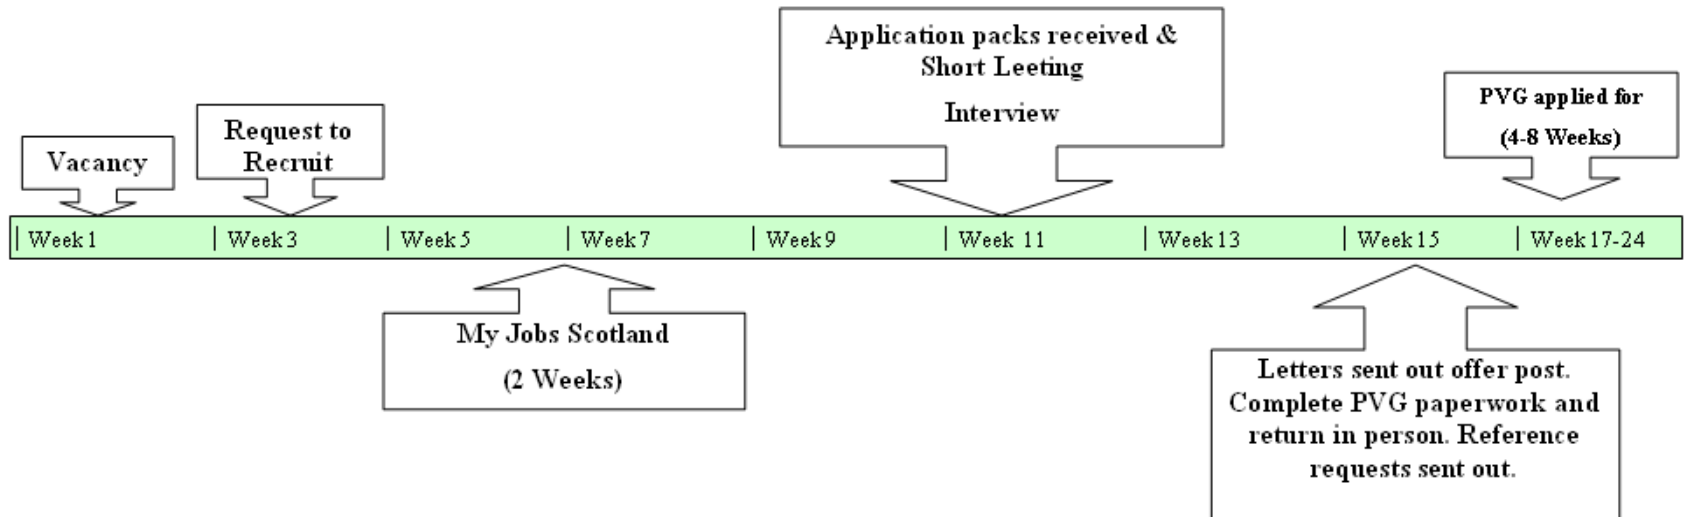 Application packs received &
Short Leeting
Interview
PVG applied for
(4-8 Weeks)
Request to
Recruit
Vacancy
Week 1
Week 3
Week 5
Week 7
Week 9
Week 11
Week 13
Week 15
Week 17-24
My Jobs Scotland
(2 Weeks)
Letters sent out offer post.
Complete PVG paperwork and
return in person. Reference
requests sent out.